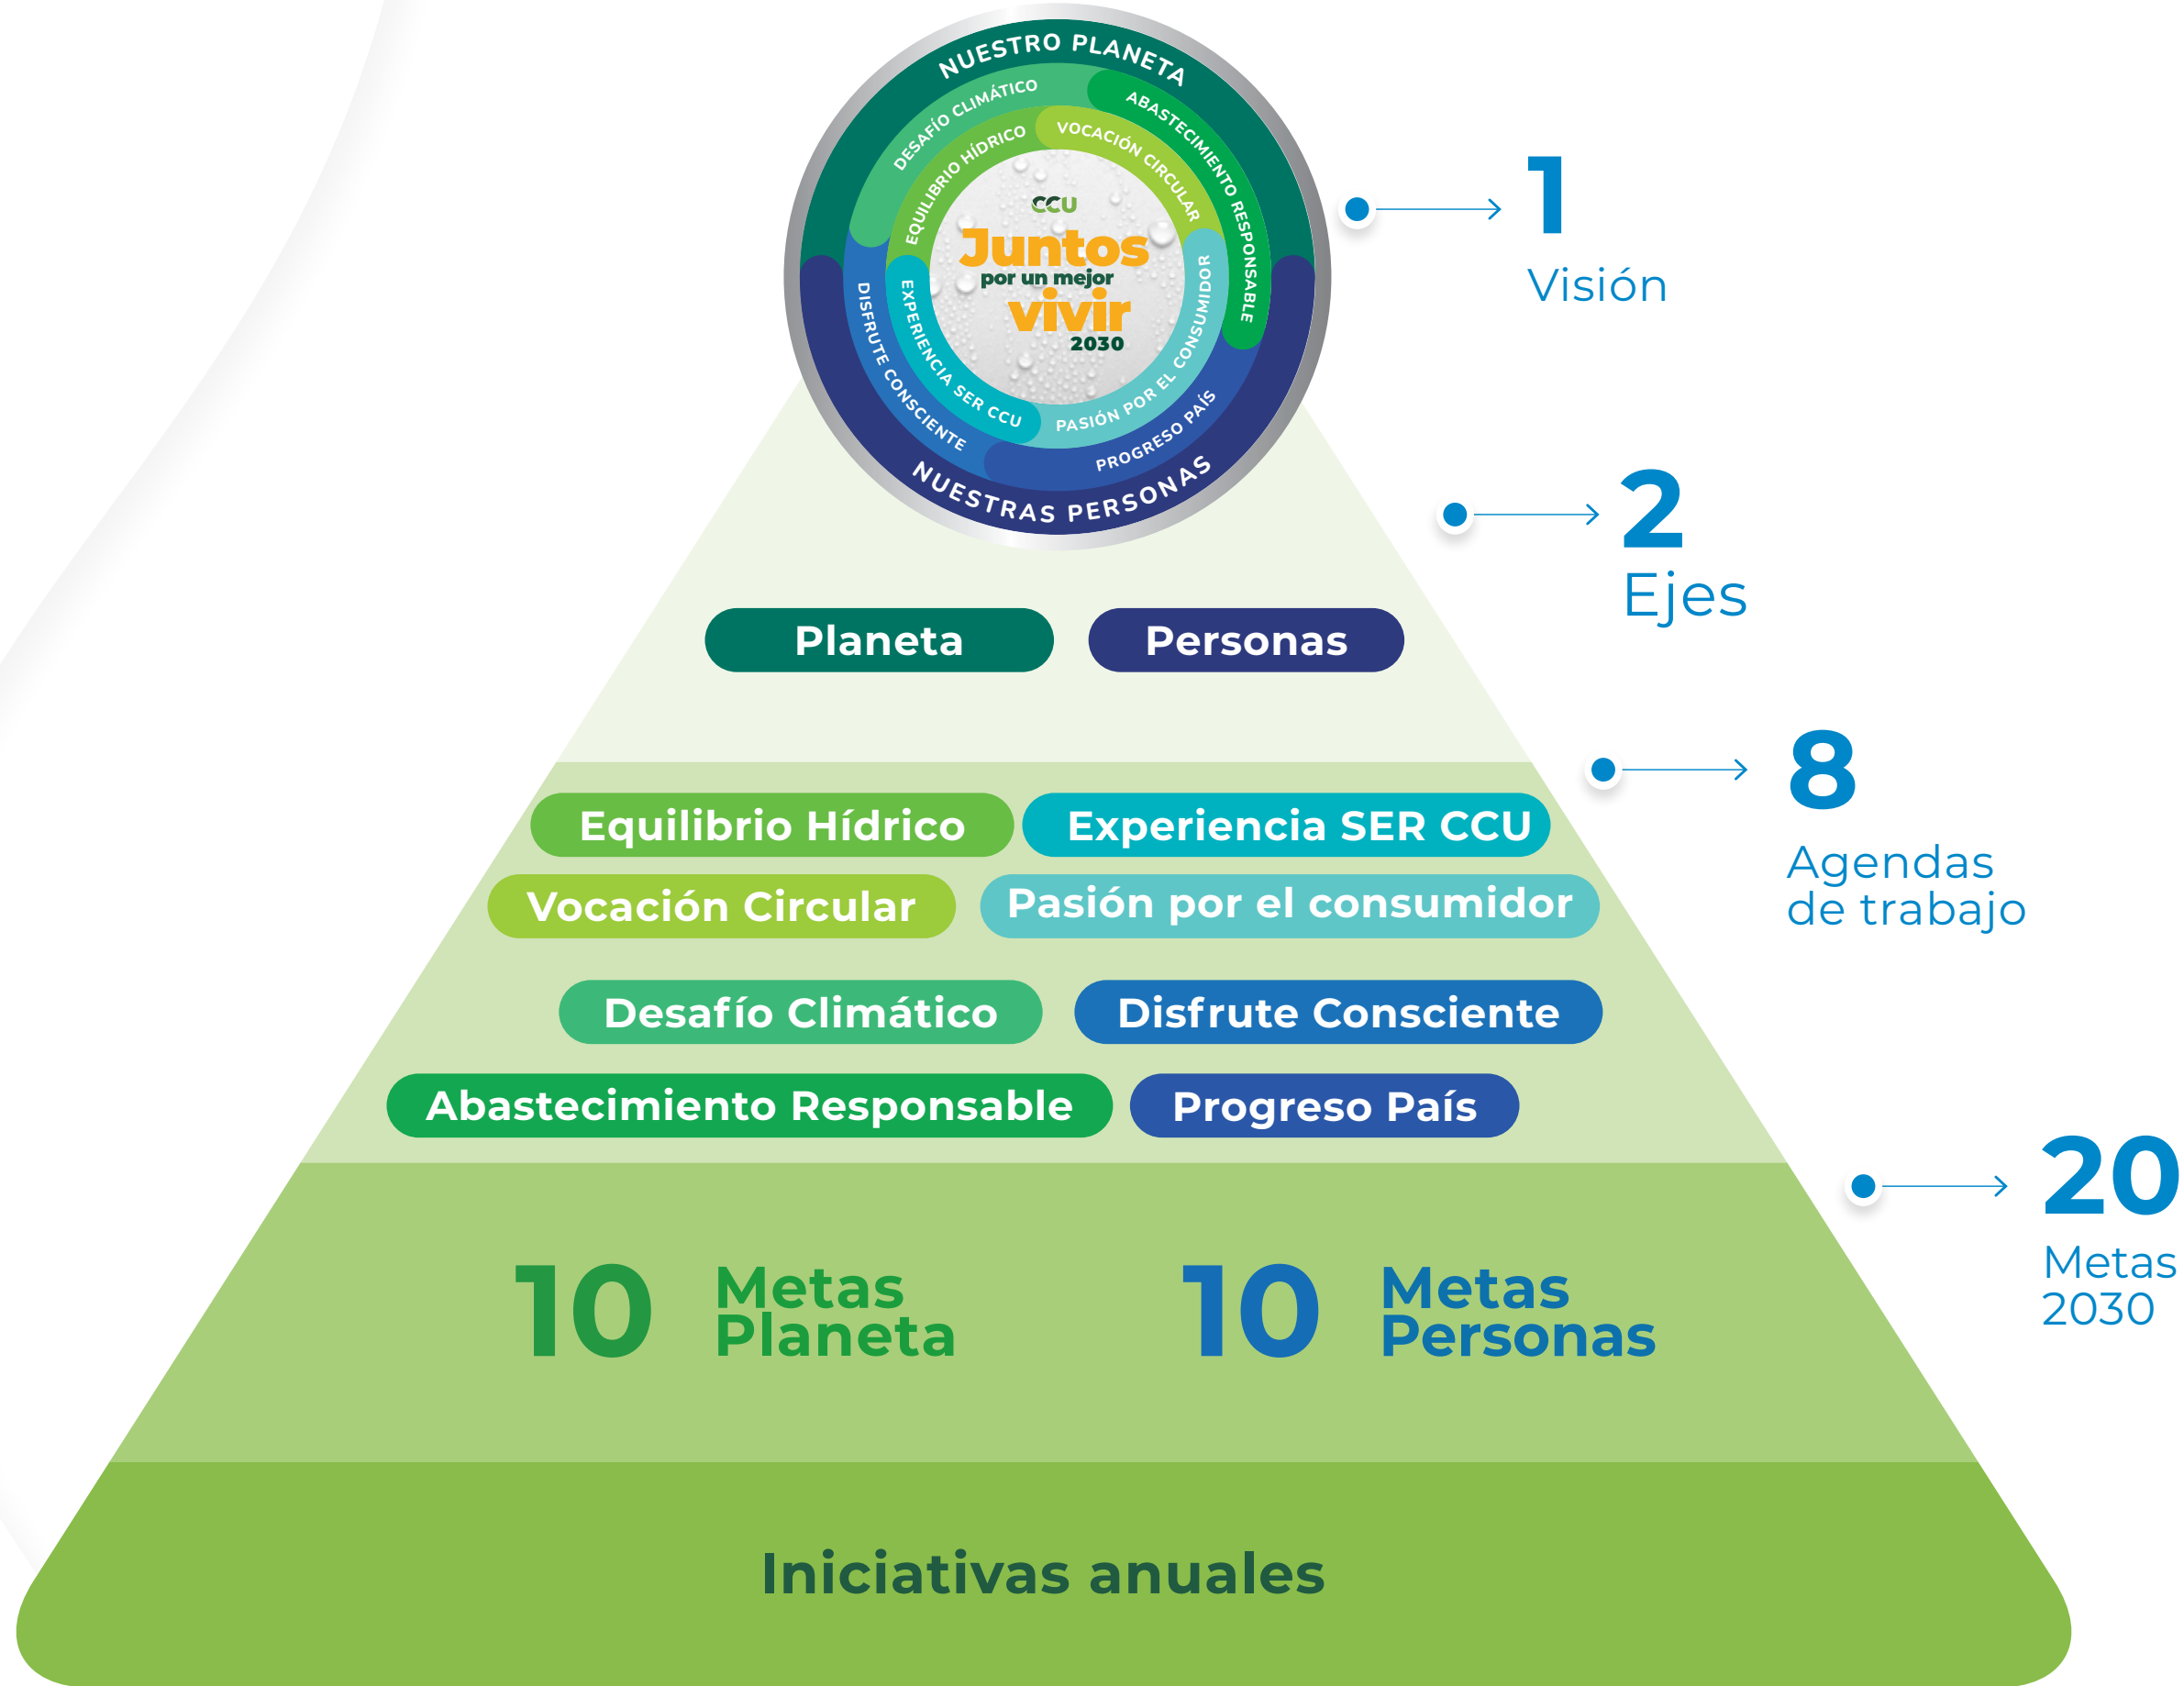 NUESTRO PLANETA
DESAFÍO CLIMÁTICO
ABASTECIMIENTO RESPONSABLE
EQUILIBRIO HÍDRICO
VOCACIÓN CIRCULAR
CCU
Juntos
por un mejor
vivir
2030
EXPERIENCIA SER CCU
PASIÓN POR EL CONSUMIDOR
DISFRUTE CONSCIENTE
PROGRESO PAÍS
NUESTRAS PERSONAS
1
Visión
2
Ejes
Planeta
Personas
8
Agendas
de trabajo
Equilibrio Hídrico
Experiencia SER CCU
Vocación Circular
Pasión por el consumidor
Desafío Climático
Disfrute Consciente
Abastecimiento Responsable
Progreso País
20
Metas
2030
10
Metas
Planeta
10
Metas
Personas
Iniciativas anuales